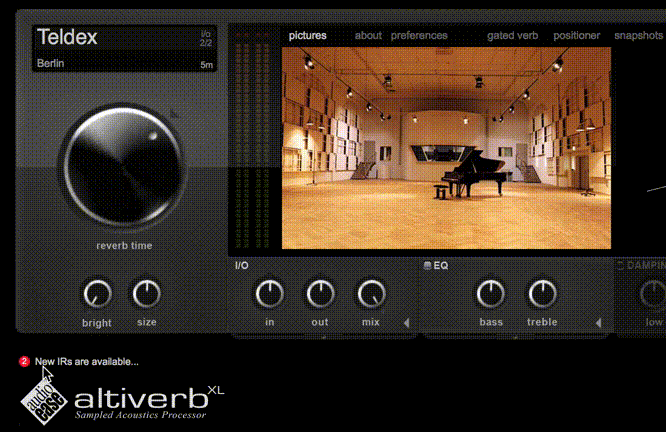 Teldex
i/o
2/2
Berlin
5m
pictures
about
preferences
gated verb
positioner
snapshots
reverb time
bright
size
I/O
in
out
mix
EQ
bass
treble
DAMPIN
low
2
New IRs are available...
audio
ease
altiverb XL
Sampled Acoustics Processor